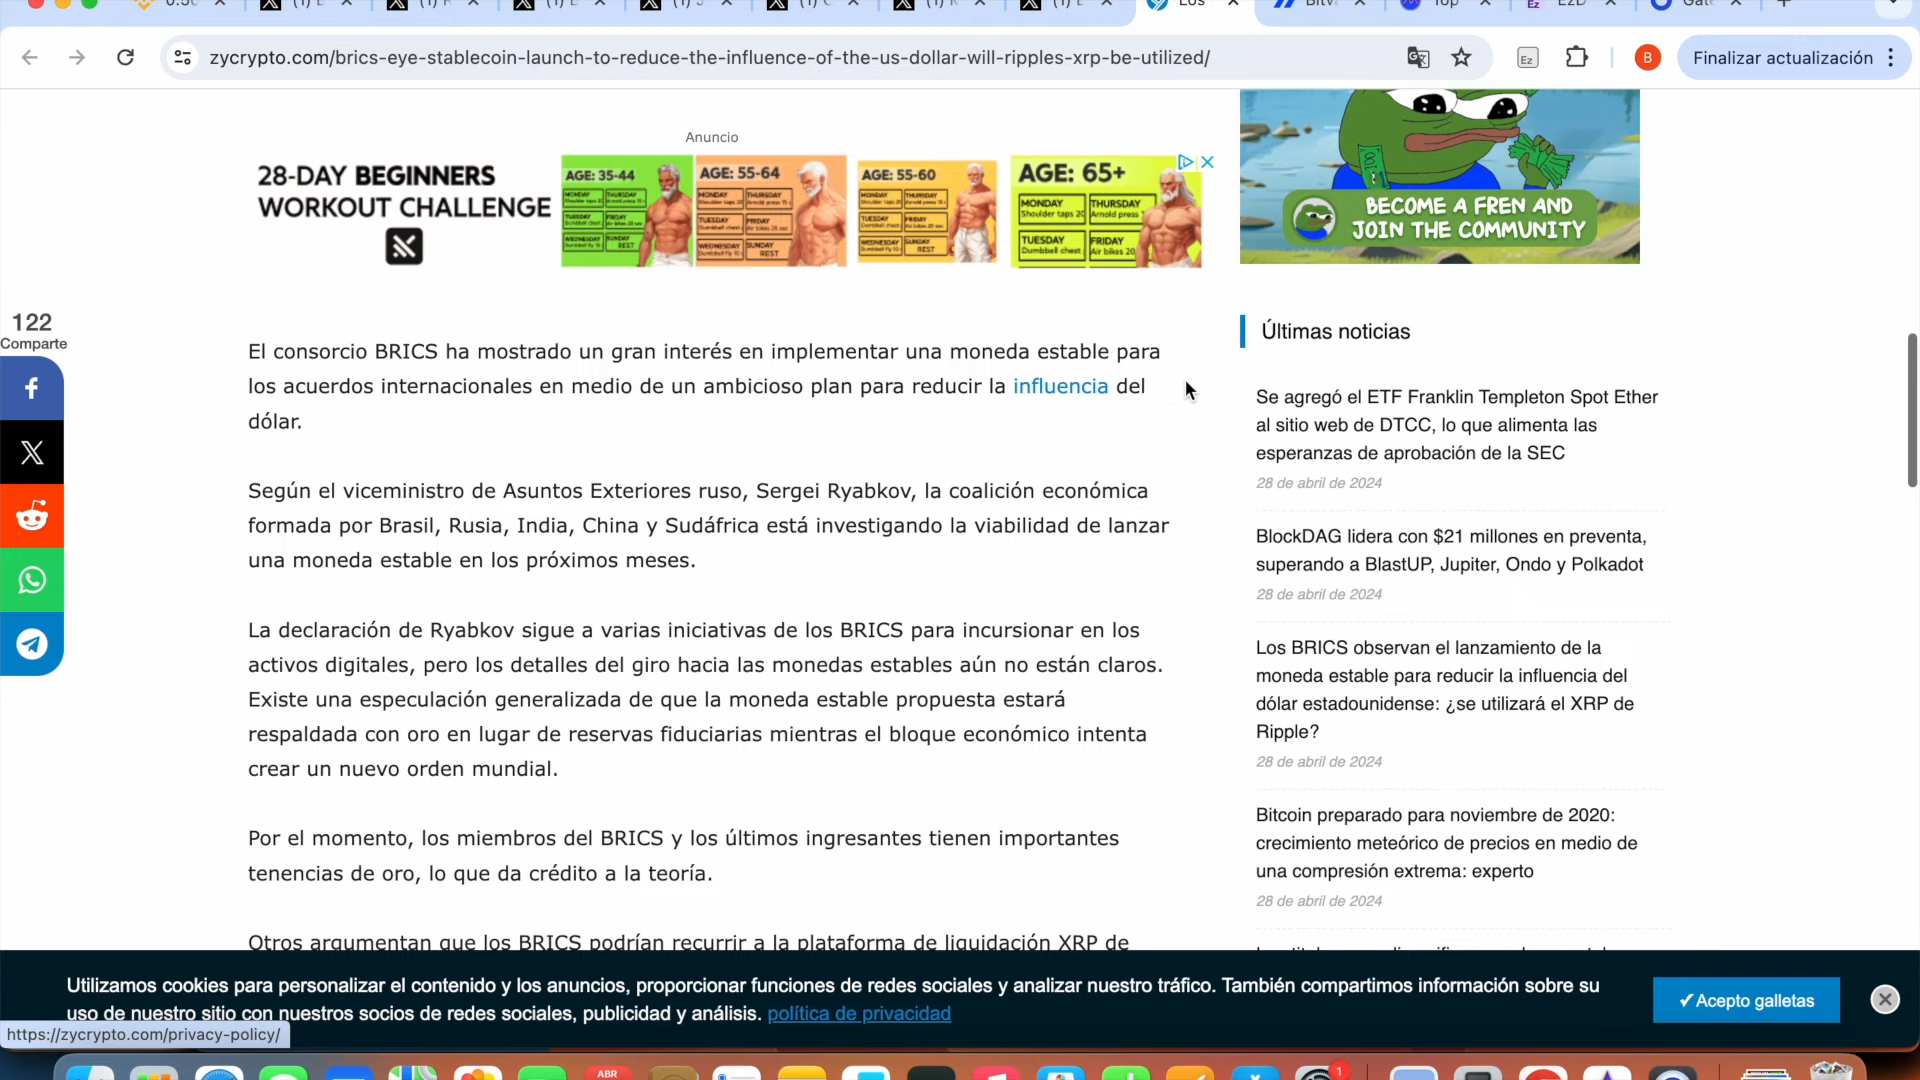 zycrypto.com/brics-eye-stablecoin-launch-to-reduce-the-influence-of-the-us-dollar-will-ripples-xrp-be-utilized/
Ez
B
Finalizar actualización
Anuncio
28-DAY BEGINNERS
WORKOUT CHALLENGE
AGE: 35-44
AGE: 55-64
AGE: 55-60
AGE: 65+
MONDAY
Shoulder taps 20
THURSDAY
Arnold press
TUESDAY
Dumbbell chest
FRIDAY
Air bikes 20
BECOME A FREN AND
JOIN THE COMMUNITY
122
Comparte
El consorcio BRICS ha mostrado un gran interés en implementar una moneda estable para
los acuerdos internacionales en medio de un ambicioso plan para reducir la influencia del
dólar.
Según el viceministro de Asuntos Exteriores ruso, Sergei Ryabkov, la coalición económica
formada por Brasil, Rusia, India, China y Sudáfrica está investigando la viabilidad de lanzar
una moneda estable en los próximos meses.
La declaración de Ryabkov sigue a varias iniciativas de los BRICS para incursionar en los
activos digitales, pero los detalles del giro hacia las monedas estables aún no están claros.
Existe una especulación generalizada de que la moneda estable propuesta estará
respaldada con oro en lugar de reservas fiduciarias mientras el bloque económico intenta
crear un nuevo orden mundial.
Por el momento, los miembros del BRICS y los últimos ingresantes tienen importantes
tenencias de oro, lo que da crédito a la teoría.
Otros argumentan que los BRICS podrían recurrir a la plataforma de liquidación XRP de
Últimas noticias
Se agregó el ETF Franklin Templeton Spot Ether
al sitio web de DTCC, lo que alimenta las
esperanzas de aprobación de la SEC
28 de abril de 2024
BlockDAG lidera con $21 millones en preventa,
superando a BlastUP, Jupiter, Ondo y Polkadot
28 de abril de 2024
Los BRICS observan el lanzamiento de la
moneda estable para reducir la influencia del
dólar estadounidense: ¿se utilizará el XRP de
Ripple?
28 de abril de 2024
Bitcoin preparado para noviembre de 2020:
crecimiento meteórico de precios en medio de
una compresión extrema: experto
28 de abril de 2024
Utilizamos cookies para personalizar el contenido y los anuncios, proporcionar funciones de redes sociales y analizar nuestro tráfico. También compartimos información sobre su
uso de nuestro sitio con nuestros socios de redes sociales, publicidad y análisis. política de privacidad
✔Acepto galletas
https://zycrypto.com/privacy-policy/
ABR
1